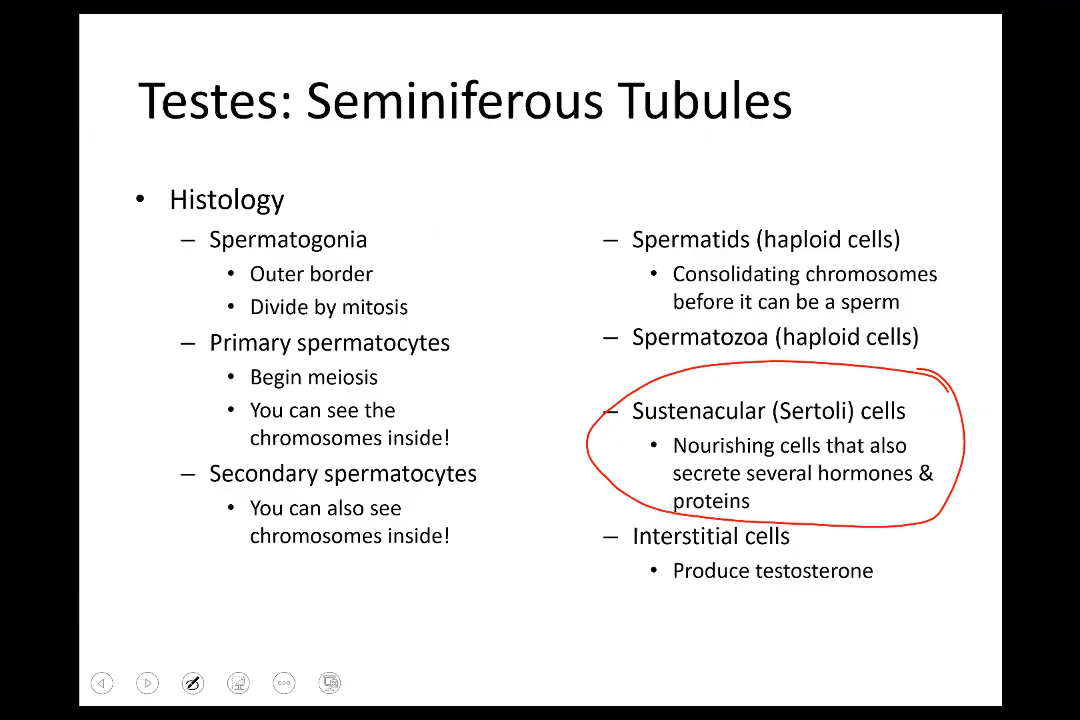 Testes: Seminiferous Tubules
• Histology
– Spermatogonia
• Outer border
• Divide by mitosis
– Primary spermatocytes
• Begin meiosis
• You can see the
chromosomes inside!
– Secondary spermatocytes
• You can also see
chromosomes inside!
– Spermatids (haploid cells)
• Consolidating chromosomes
before it can be a sperm
– Spermatozoa (haploid cells)
– Sustenacular (Sertoli) cells
• Nourishing cells that also
secrete several hormones &
proteins
– Interstitial cells
• Produce testosterone